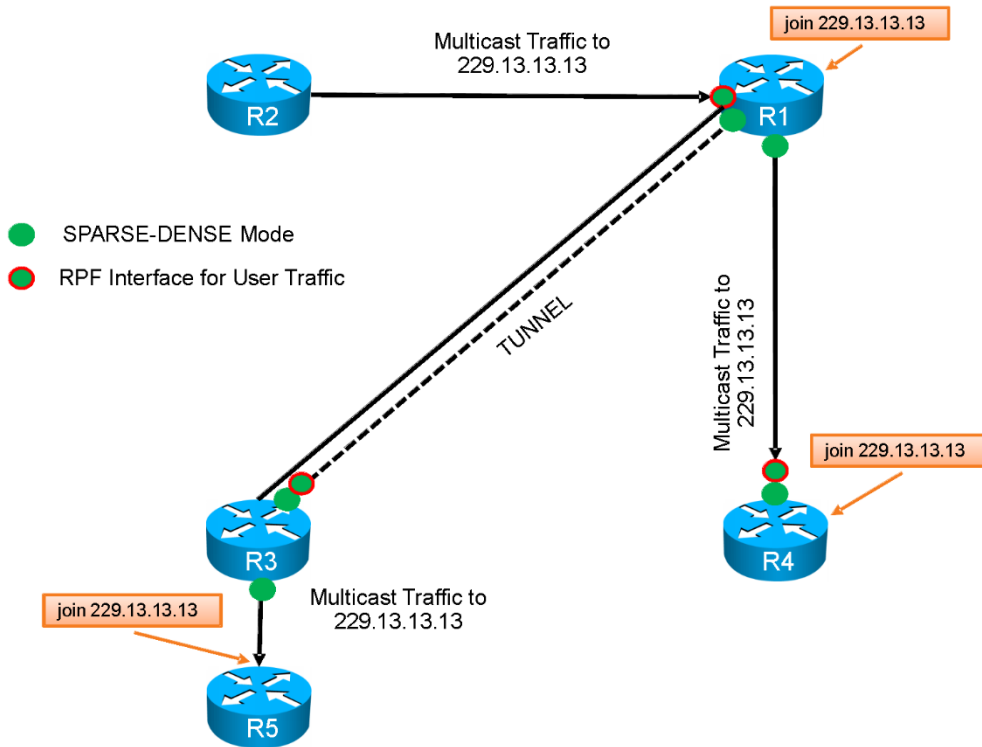 join 229.13.13.13
Multicast Traffic to
229.13.13.13
R2
R1
SPARSE-DENSE Mode
RPF Interface for User Traffic
TUNNEL
Multicast Traffic to
229.13.13.13
join 229.13.13.13
R3
R4
join 229.13.13.13
Multicast Traffic to
229.13.13.13
R5